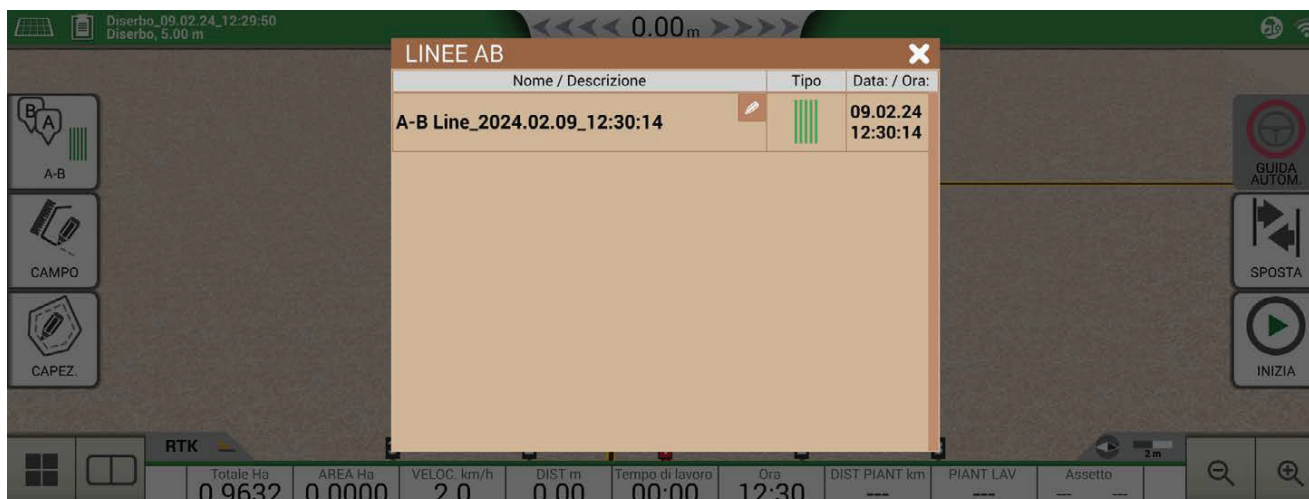 Diserbo_09.02.24_12:29:50
Diserbo, 5.00 m
0.00 m
LINEE AB
Nome / Descrizione Tipo Data: / Ora:
A-B Line_2024.02.09_12:30:14
09.02.24
12:30:14
B
A
A-B
CAMPO
CAPEZ.
GUIDA
AUTOM.
SPOSTA
INIZIA
RTK
2 m
Totale Ha AREA Ha VELOC. km/h DIST m Tempo di lavoro Ora DIST PIANT km PIANT LAV Assetto
0.9632 0.0000 2.0 0.00 00:00 12:30 --- --- --- ---